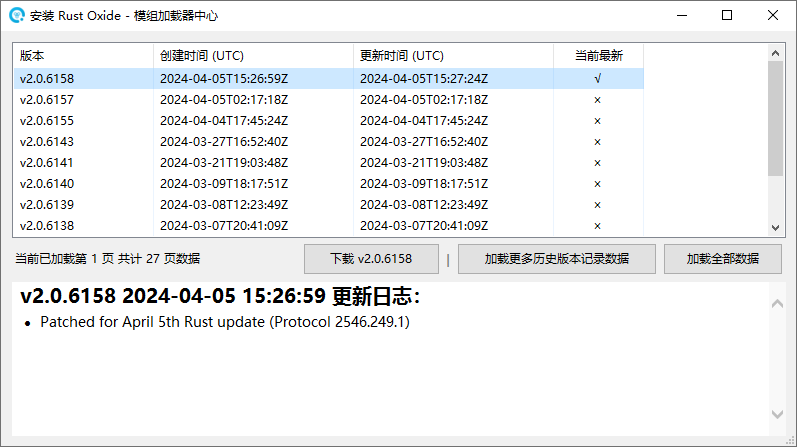 安装 Rust Oxide - 模组加载器中心
版本 创建时间 (UTC) 更新时间 (UTC) 当前最新
v2.0.6158 2024-04-05T15:26:59Z 2024-04-05T15:27:24Z √
v2.0.6157 2024-04-05T02:17:18Z 2024-04-05T02:17:18Z ×
v2.0.6155 2024-04-04T17:45:24Z 2024-04-04T17:45:24Z ×
v2.0.6143 2024-03-27T16:52:40Z 2024-03-27T16:52:40Z ×
v2.0.6141 2024-03-21T19:03:48Z 2024-03-21T19:03:48Z ×
v2.0.6140 2024-03-09T18:17:51Z 2024-03-09T18:17:51Z ×
v2.0.6139 2024-03-08T12:23:49Z 2024-03-08T12:23:49Z ×
v2.0.6138 2024-03-07T20:41:09Z 2024-03-07T20:41:09Z ×
当前已加载第 1 页 共计 27 页数据 下载 v2.0.6158 | 加载更多历史版本记录数据 加载全部数据
v2.0.6158 2024-04-05 15:26:59 更新日志：
• Patched for April 5th Rust update (Protocol 2546.249.1)